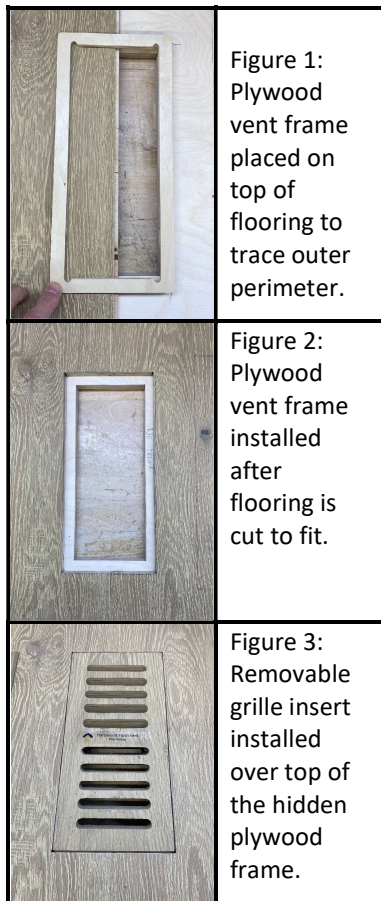 Figure 1:
Plywood
vent frame
placed on
top of
flooring to
trace outer
perimeter.
Figure 2:
Plywood
vent frame
installed
after
flooring is
cut to fit.
Figure 3:
Removable
grille insert
installed
over top of
the hidden
plywood
frame.